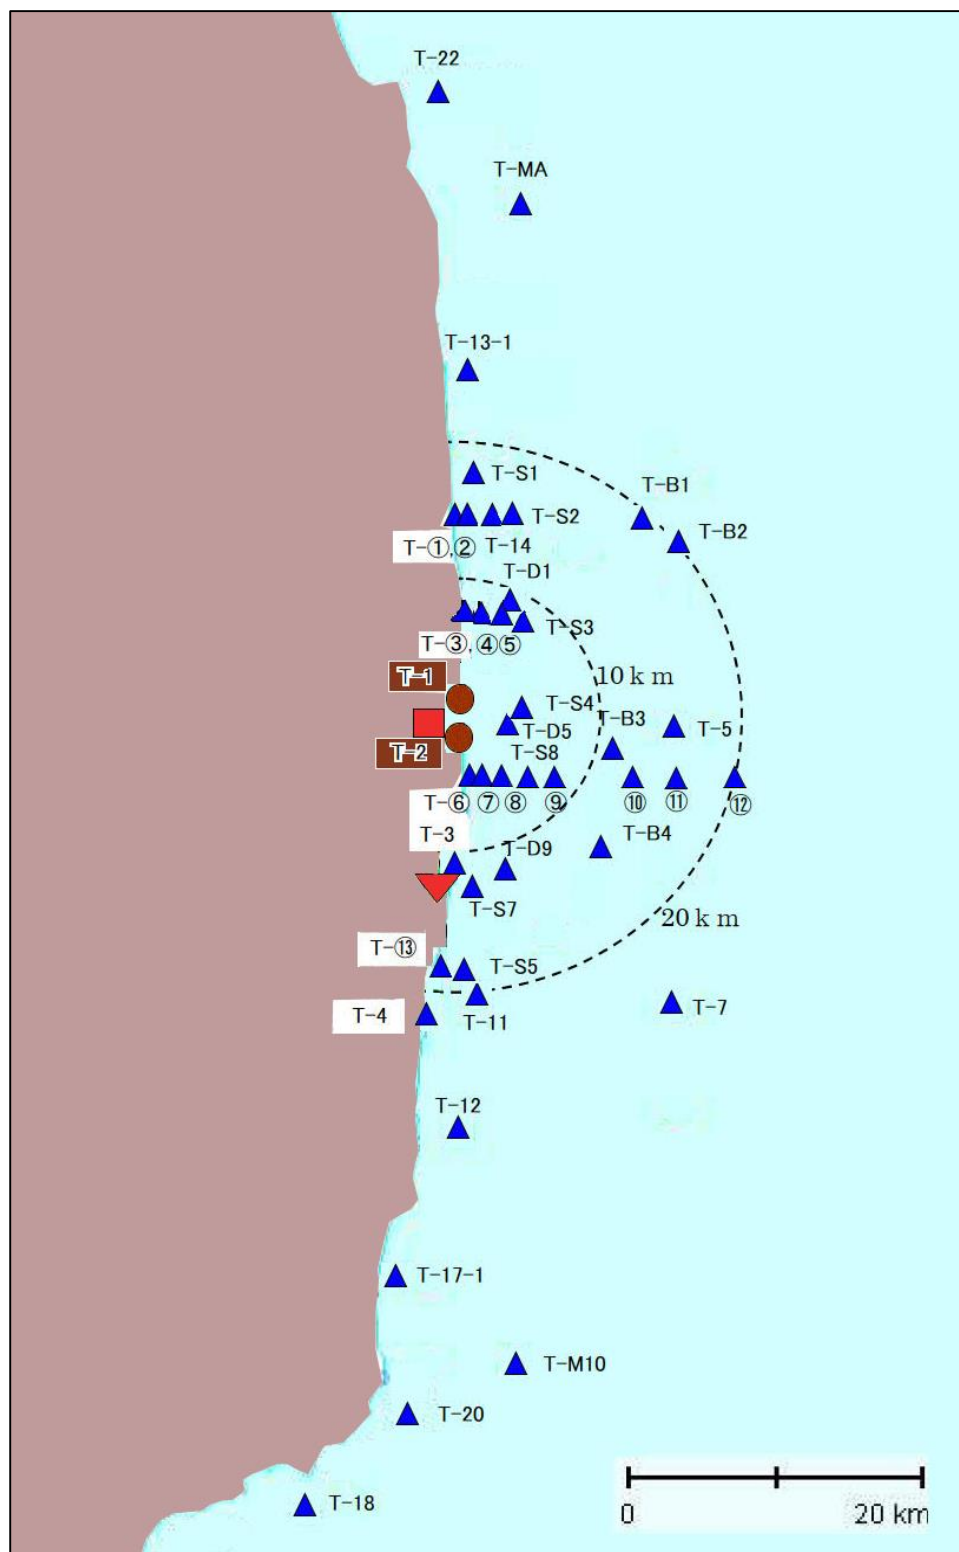 T-22
T-MA
T-13-1
T-S1
T-B1
T-S2
T-B2
T-①,②
T-14
T-D1
T-S3
T-③,④⑤
T-1
10 km
T-S4
T-B3
T-5
T-D5
T-2
T-S8
T-⑥ ⑦ ⑧ ⑨
⑩
⑪
⑫
T-3
T-B4
T-D9
T-S7
20 km
T-⑬
T-S5
T-7
T-4
T-11
T-12
T-17-1
T-M10
T-20
T-18
0
20 km